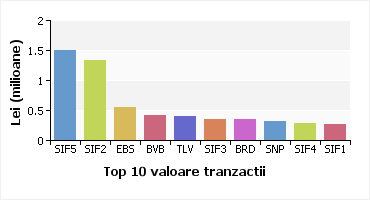 Lei (milioane)
2
1.5
1
0.5
0
SIF5 SIF2 EBS BVB TLV SIF3 BRD SNP SIF4 SIF1
Top 10 valoare tranzactii